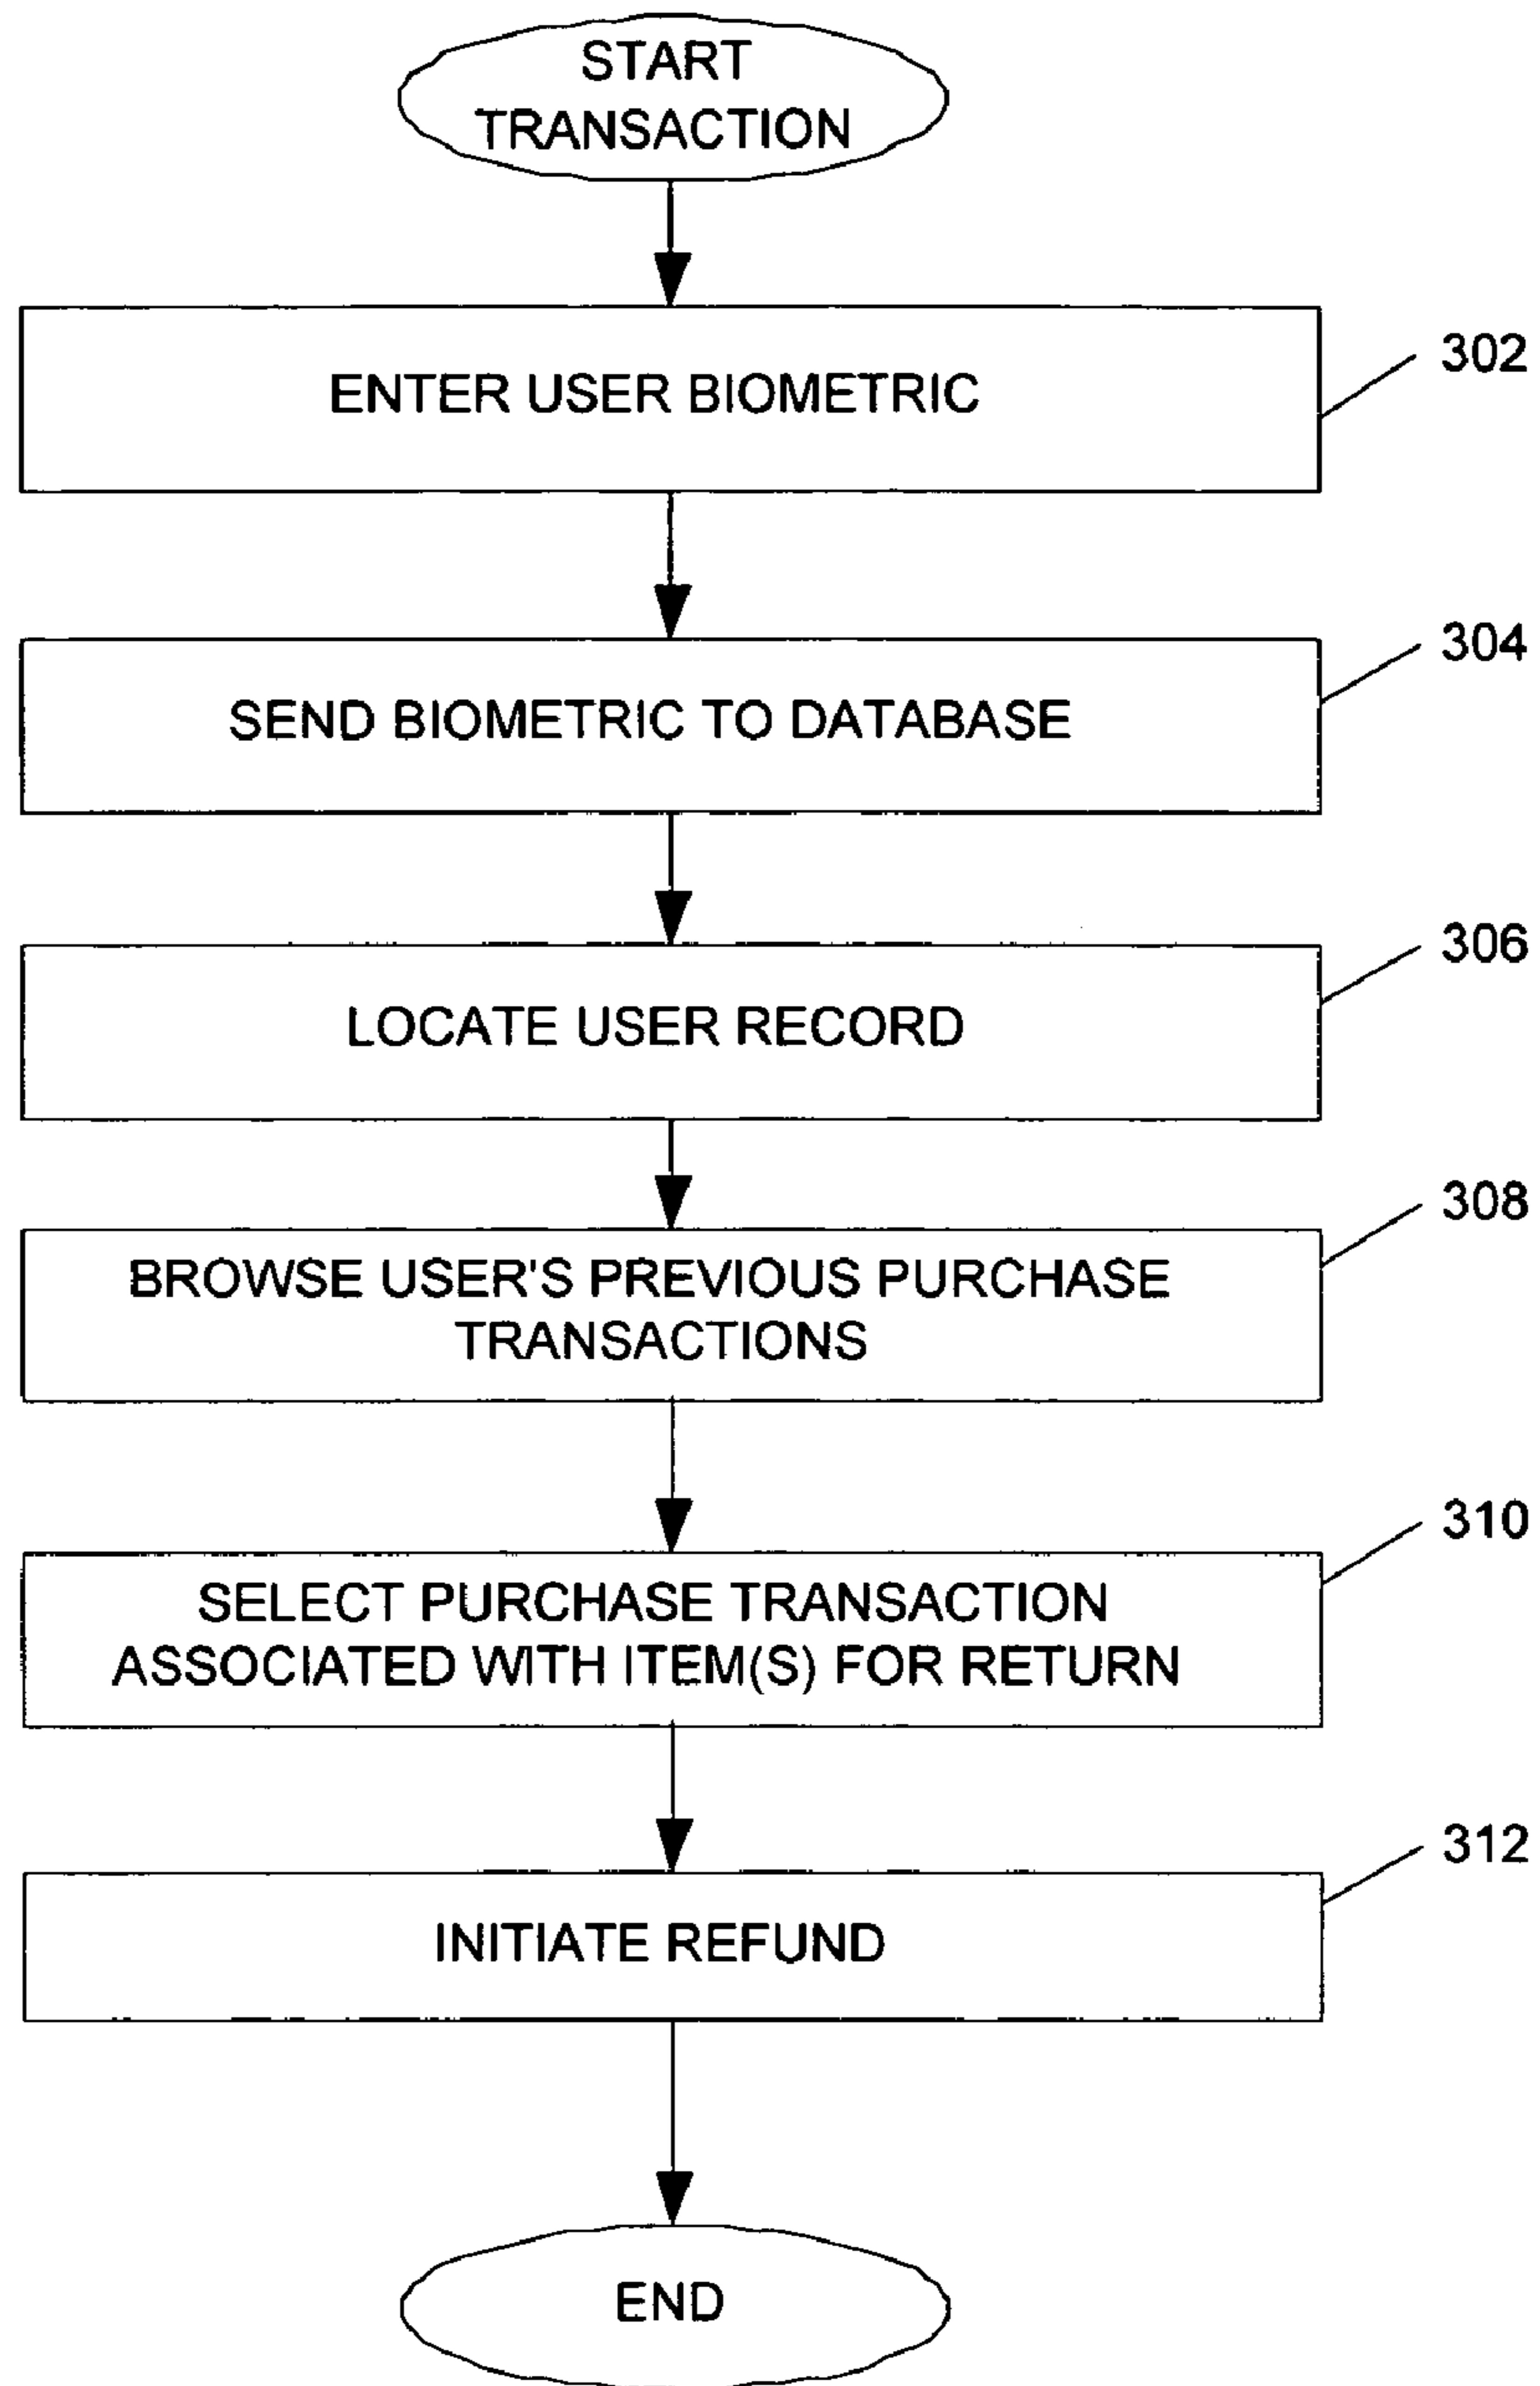 START
TRANSACTION
ENTER USER BIOMETRIC
302
SEND BIOMETRIC TO DATABASE
304
LOCATE USER RECORD
306
BROWSE USER'S PREVIOUS PURCHASE
TRANSACTIONS
308
SELECT PURCHASE TRANSACTION
ASSOCIATED WITH ITEM(S) FOR RETURN
310
INITIATE REFUND
312
END